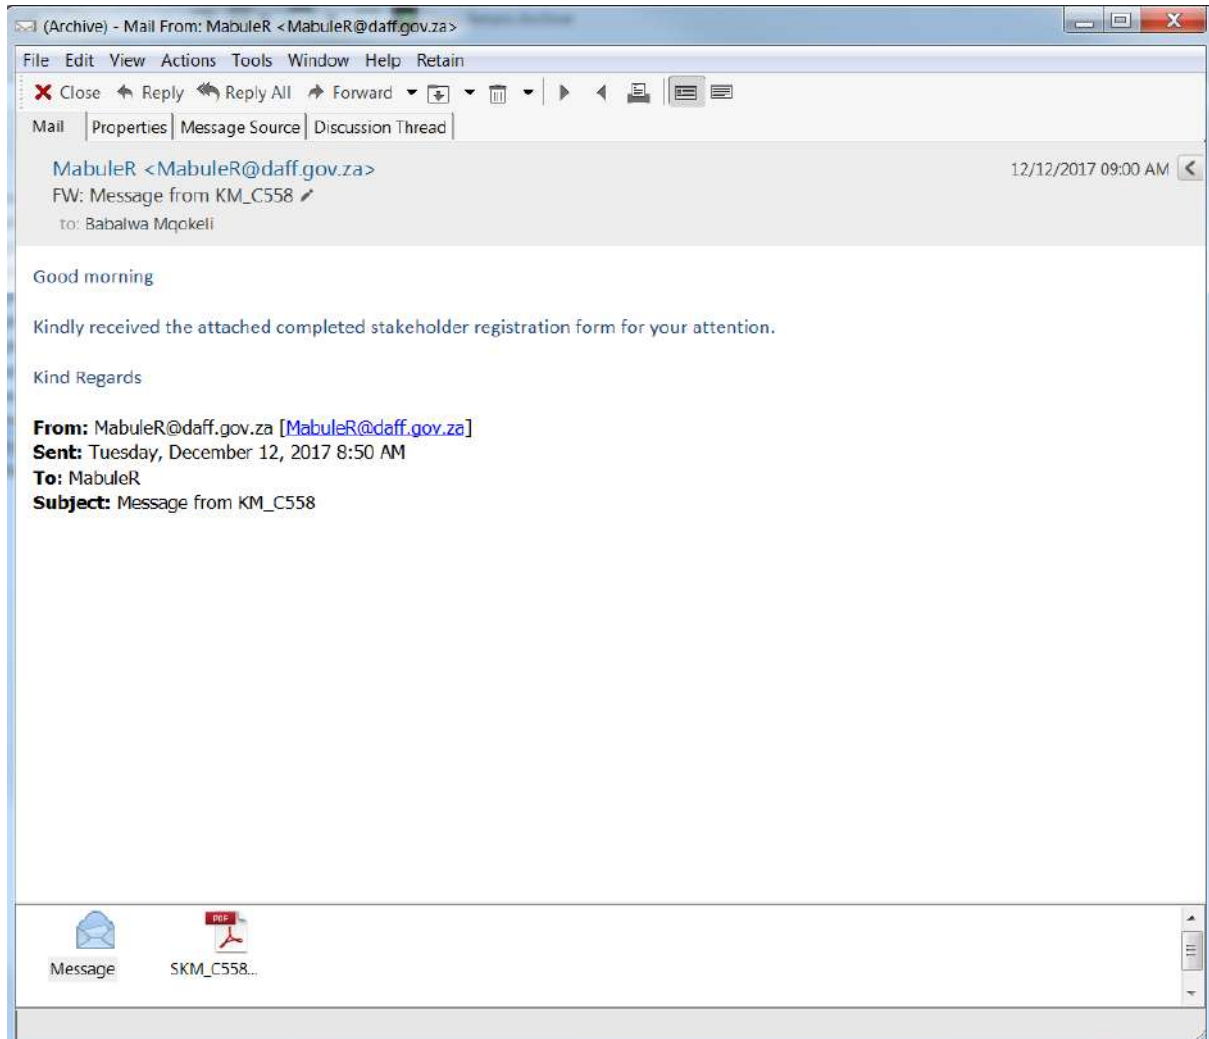 (Archive) - Mail From: MabuleR <MabuleR@daff.gov.za>
File Edit View Actions Tools Window Help Retain
Close Reply Reply All Forward
Mail Properties Message Source Discussion Thread
MabuleR <MabuleR@daff.gov.za> 12/12/2017 09:00 AM
FW: Message from KM_C558
to: Babalwa Mqokeli
Good morning
Kindly received the attached completed stakeholder registration form for your attention.
Kind Regards
From: MabuleR@daff.gov.za [MabuleR@daff.gov.za]
Sent: Tuesday, December 12, 2017 8:50 AM
To: MabuleR
Subject: Message from KM_C558
PDF
Message SKM_C558...